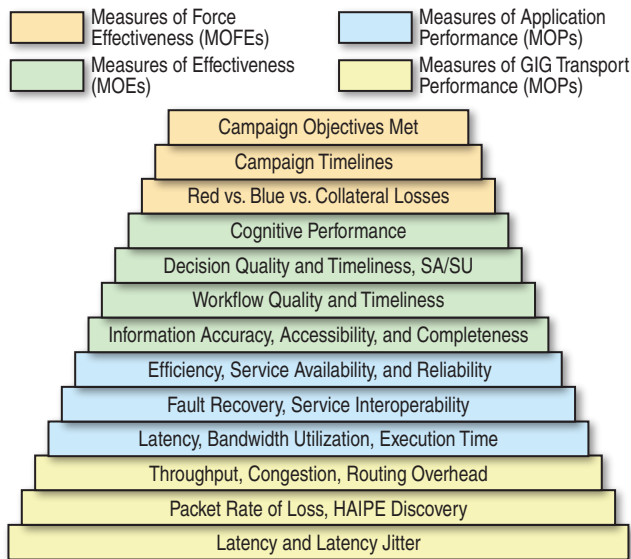 Measures of Force
Effectiveness (MOFEs)
Measures of Application
Performance (MOPs)
Measures of Effectiveness
(MOEs)
Measures of GIG Transport
Performance (MOPs)
Campaign Objectives Met
Campaign Timelines
Red vs. Blue vs. Collateral Losses
Cognitive Performance
Decision Quality and Timeliness, SA/SU
Workflow Quality and Timeliness
Information Accuracy, Accessibility, and Completeness
Efficiency, Service Availability, and Reliability
Fault Recovery, Service Interoperability
Latency, Bandwidth Utilization, Execution Time
Throughput, Congestion, Routing Overhead
Packet Rate of Loss, HAIPE Discovery
Latency and Latency Jitter